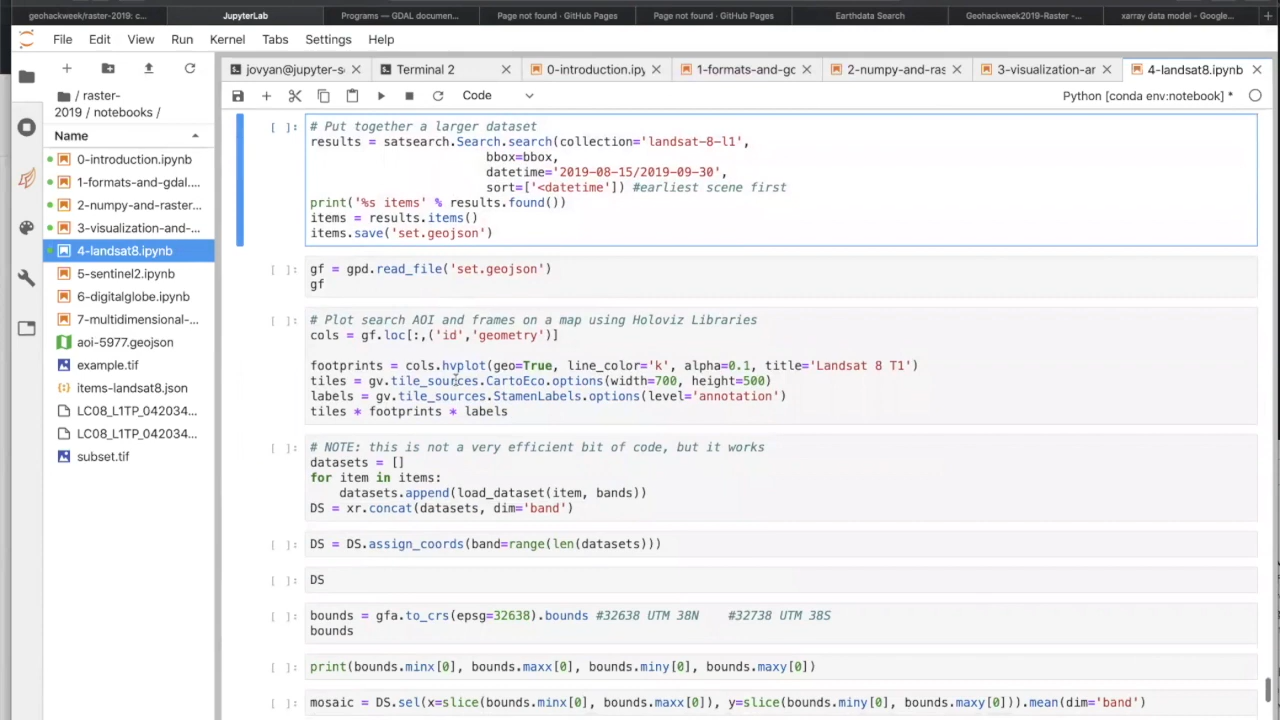 geohackweek/raster-2019: c...
JupyterLab
Programs — GDAL documen...
Page not found · GitHub Pages
Page not found · GitHub Pages
Earthdata Search
Geohackweek2019-Raster -...
xarray data model - Google...
File Edit View Run Kernel Tabs Settings Help
/ raster-
2019 / notebooks /
Name
0-introduction.ipynb
1-formats-and-gdal....
2-numpy-and-raster...
3-visualization-and-...
4-landsat8.ipynb
5-sentinel2.ipynb
6-digitalglobe.ipynb
7-multidimensional-...
aoi-5977.geojson
example.tif
items-landsat8.json
LC08_L1TP_042034...
LC08_L1TP_042034...
subset.tif
jovyan@jupyter-s
Terminal 2
0-introduction.ipy
1-formats-and-gc
2-numpy-and-ras
3-visualization-ar
4-landsat8.ipynb
Code
Python [conda env:notebook] *
[ ]: # Put together a larger dataset
results = satsearch.Search.search(collection='landsat-8-l1',
bbox=bbox,
datetime='2019-08-15/2019-09-30',
sort=['<datetime']) #earliest scene first
print('%s items' % results.found())
items = results.items()
items.save('set.geojson')
[ ]: gf = gpd.read_file('set.geojson')
gf
[ ]: # Plot search AOI and frames on a map using Holoviz Libraries
cols = gf.loc[:,('id','geometry')]
footprints = cols.hvplot(geo=True, line_color='k', alpha=0.1, title='Landsat 8 T1')
tiles = gv.tile_sources.CartoEco.options(width=700, height=500)
labels = gv.tile_sources.StamenLabels.options(level='annotation')
tiles * footprints * labels
[ ]: # NOTE: this is not a very efficient bit of code, but it works
datasets = []
for item in items:
datasets.append(load_dataset(item, bands))
DS = xr.concat(datasets, dim='band')
[ ]: DS = DS.assign_coords(band=range(len(datasets)))
[ ]: DS
[ ]: bounds = gfa.to_crs(epsg=32638).bounds #32638 UTM 38N #32738 UTM 38S
bounds
[ ]: print(bounds.minx[0], bounds.maxx[0], bounds.miny[0], bounds.maxy[0])
[ ]: mosaic = DS.sel(x=slice(bounds.minx[0], bounds.maxx[0]), y=slice(bounds.miny[0], bounds.maxy[0])).mean(dim='band')